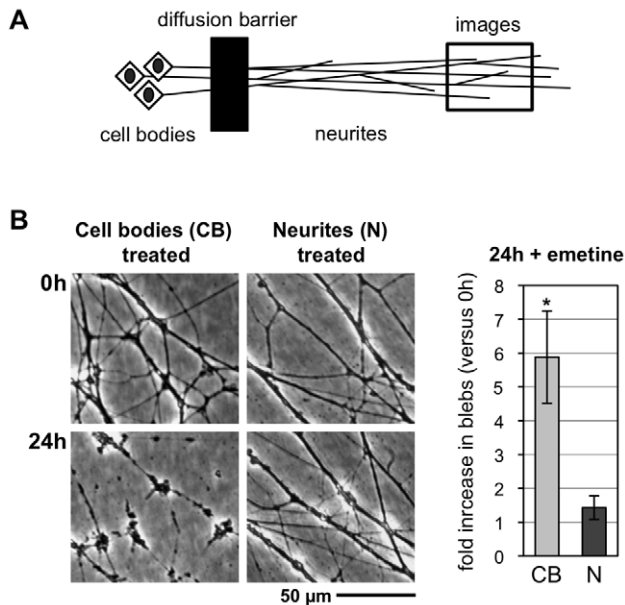 A
diffusion barrier
images
cell bodies
neurites
B
Cell bodies (CB)
treated
Neurites (N)
treated
0h
24h
50 µm
24h + emetine
fold inrcease in blebs (versus 0h)
8
7
6
5
4
3
2
1
0
*
CB
N